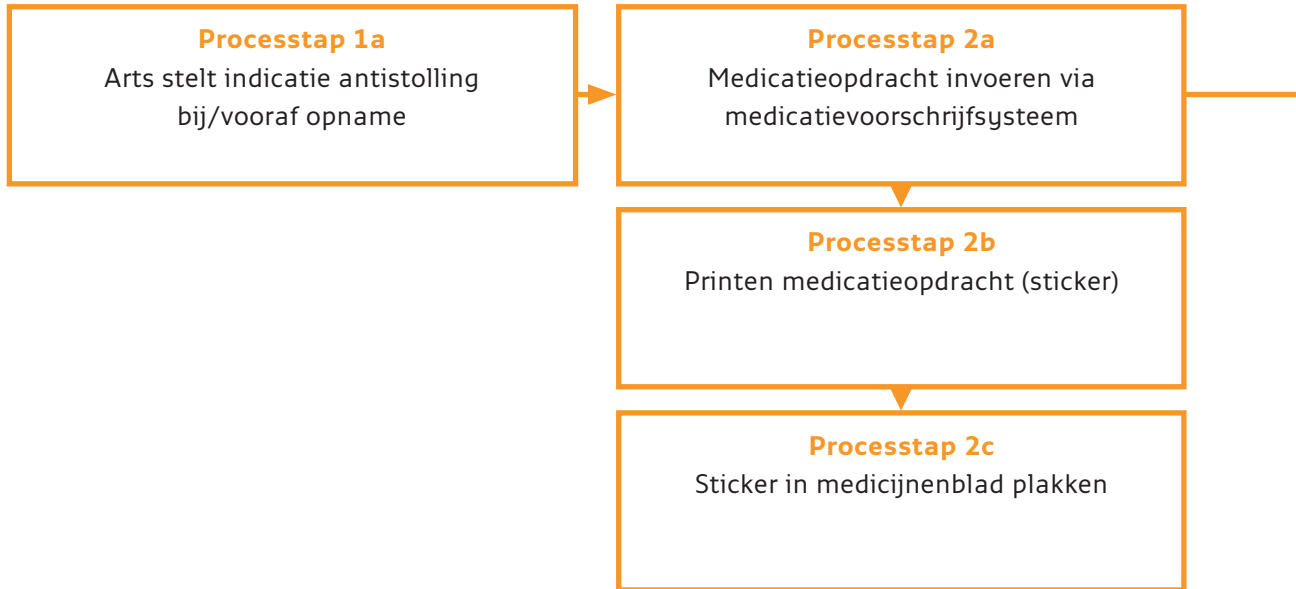 Processtap 1a
Arts stelt indicatie antistolling
bij/vooraf opname
Processtap 2a
Medicatieopdracht invoeren via
medicatievoorschrijfsysteem
Processtap 2b
Printen medicatieopdracht (sticker)
Processtap 2c
Sticker in medicijnenblad plakken